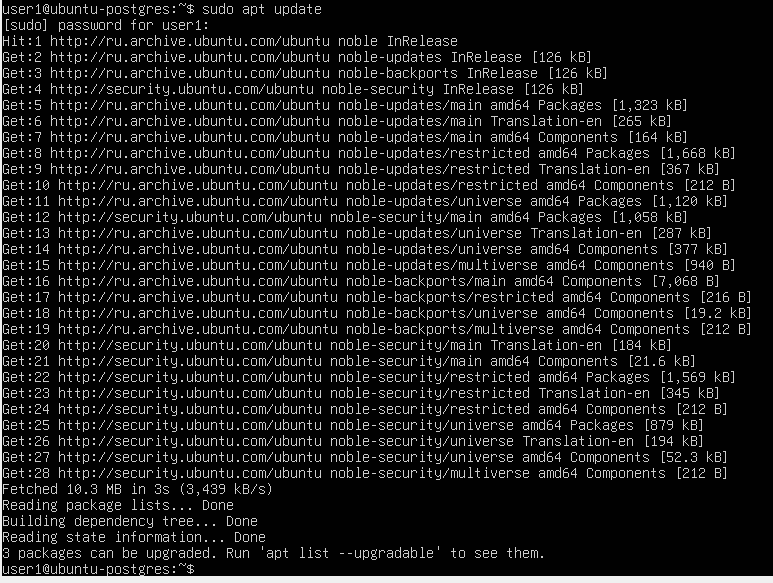 user1@ubuntu-postgres:~$ sudo apt update
[sudo] password for user1:
Hit:1 http://ru.archive.ubuntu.com/ubuntu noble InRelease
Get:2 http://ru.archive.ubuntu.com/ubuntu noble-updates InRelease [126 kB]
Get:3 http://ru.archive.ubuntu.com/ubuntu noble-backports InRelease [126 kB]
Get:4 http://security.ubuntu.com/ubuntu noble-security InRelease [126 kB]
Get:5 http://ru.archive.ubuntu.com/ubuntu noble-updates/main amd64 Packages [1,323 kB]
Get:6 http://ru.archive.ubuntu.com/ubuntu noble-updates/main Translation-en [265 kB]
Get:7 http://ru.archive.ubuntu.com/ubuntu noble-updates/main amd64 Components [164 kB]
Get:8 http://ru.archive.ubuntu.com/ubuntu noble-updates/restricted amd64 Packages [1,668 kB]
Get:9 http://ru.archive.ubuntu.com/ubuntu noble-updates/restricted Translation-en [367 kB]
Get:10 http://ru.archive.ubuntu.com/ubuntu noble-updates/restricted amd64 Components [212 B]
Get:11 http://ru.archive.ubuntu.com/ubuntu noble-updates/universe amd64 Packages [1,120 kB]
Get:12 http://security.ubuntu.com/ubuntu noble-security/main amd64 Packages [1,058 kB]
Get:13 http://ru.archive.ubuntu.com/ubuntu noble-updates/universe Translation-en [287 kB]
Get:14 http://ru.archive.ubuntu.com/ubuntu noble-updates/universe amd64 Components [377 kB]
Get:15 http://ru.archive.ubuntu.com/ubuntu noble-updates/multiverse amd64 Components [940 B]
Get:16 http://ru.archive.ubuntu.com/ubuntu noble-backports/main amd64 Components [7,068 B]
Get:17 http://ru.archive.ubuntu.com/ubuntu noble-backports/restricted amd64 Components [216 B]
Get:18 http://ru.archive.ubuntu.com/ubuntu noble-backports/universe amd64 Components [19.2 kB]
Get:19 http://ru.archive.ubuntu.com/ubuntu noble-backports/multiverse amd64 Components [212 B]
Get:20 http://security.ubuntu.com/ubuntu noble-security/main Translation-en [184 kB]
Get:21 http://security.ubuntu.com/ubuntu noble-security/main amd64 Components [21.6 kB]
Get:22 http://security.ubuntu.com/ubuntu noble-security/restricted amd64 Packages [1,569 kB]
Get:23 http://security.ubuntu.com/ubuntu noble-security/restricted Translation-en [345 kB]
Get:24 http://security.ubuntu.com/ubuntu noble-security/restricted amd64 Components [212 B]
Get:25 http://security.ubuntu.com/ubuntu noble-security/universe amd64 Packages [879 kB]
Get:26 http://security.ubuntu.com/ubuntu noble-security/universe Translation-en [194 kB]
Get:27 http://security.ubuntu.com/ubuntu noble-security/universe amd64 Components [52.3 kB]
Get:28 http://security.ubuntu.com/ubuntu noble-security/multiverse amd64 Components [212 B]
Fetched 10.3 MB in 3s (3,439 kB/s)
Reading package lists... Done
Building dependency tree... Done
Reading state information... Done
3 packages can be upgraded. Run 'apt list --upgradable' to see them.
user1@ubuntu-postgres:~$